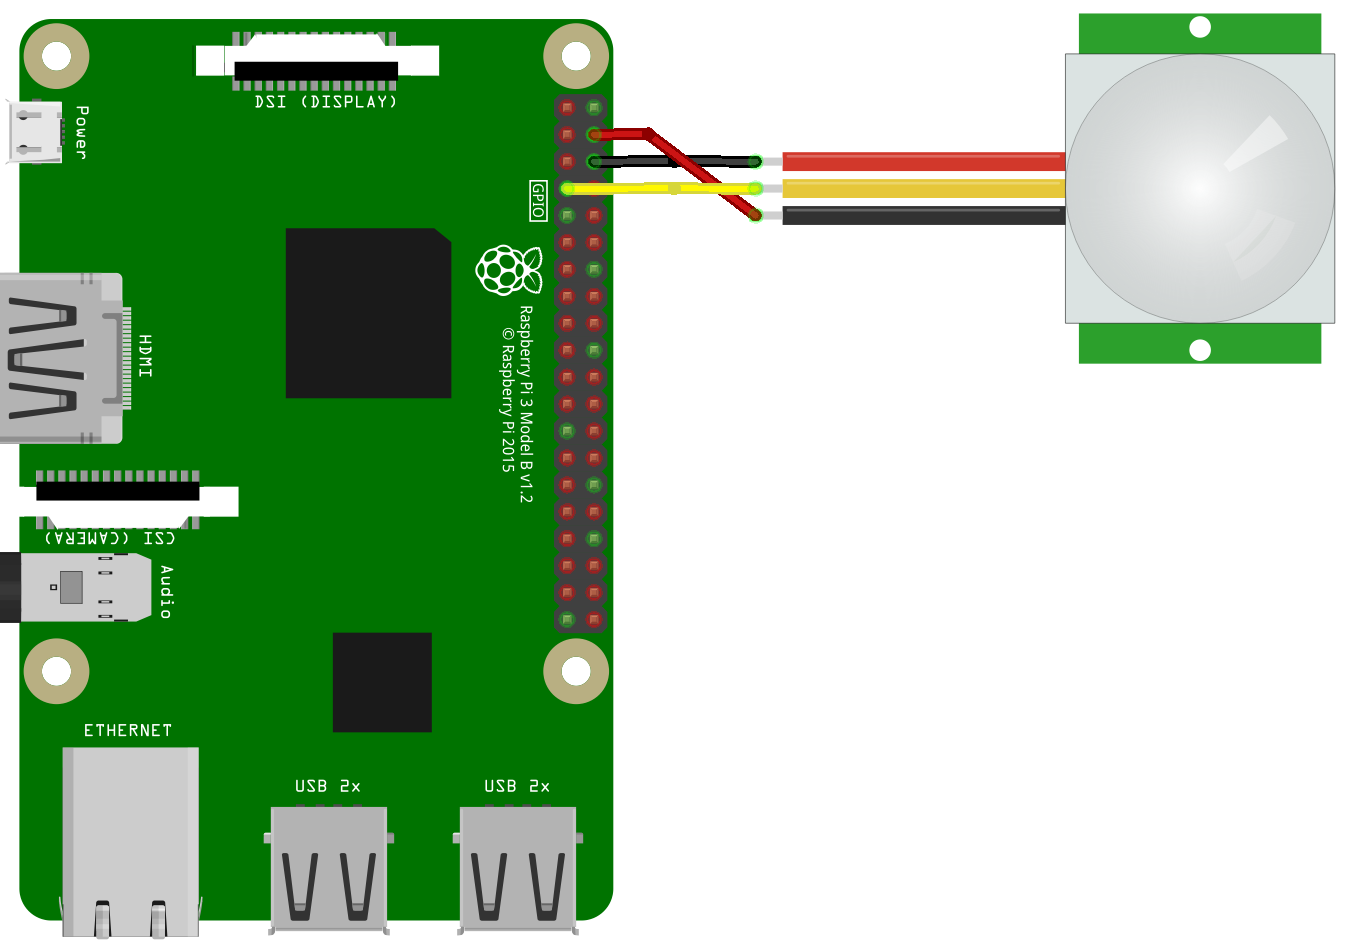 DSI (DISPLAY)
Power
GPIO
HDMI
Raspberry Pi 3 Model B v1.2
© Raspberry Pi 2015
CSI (CAMERA)
Audio
ETHERNET
USB 2x
USB 2x